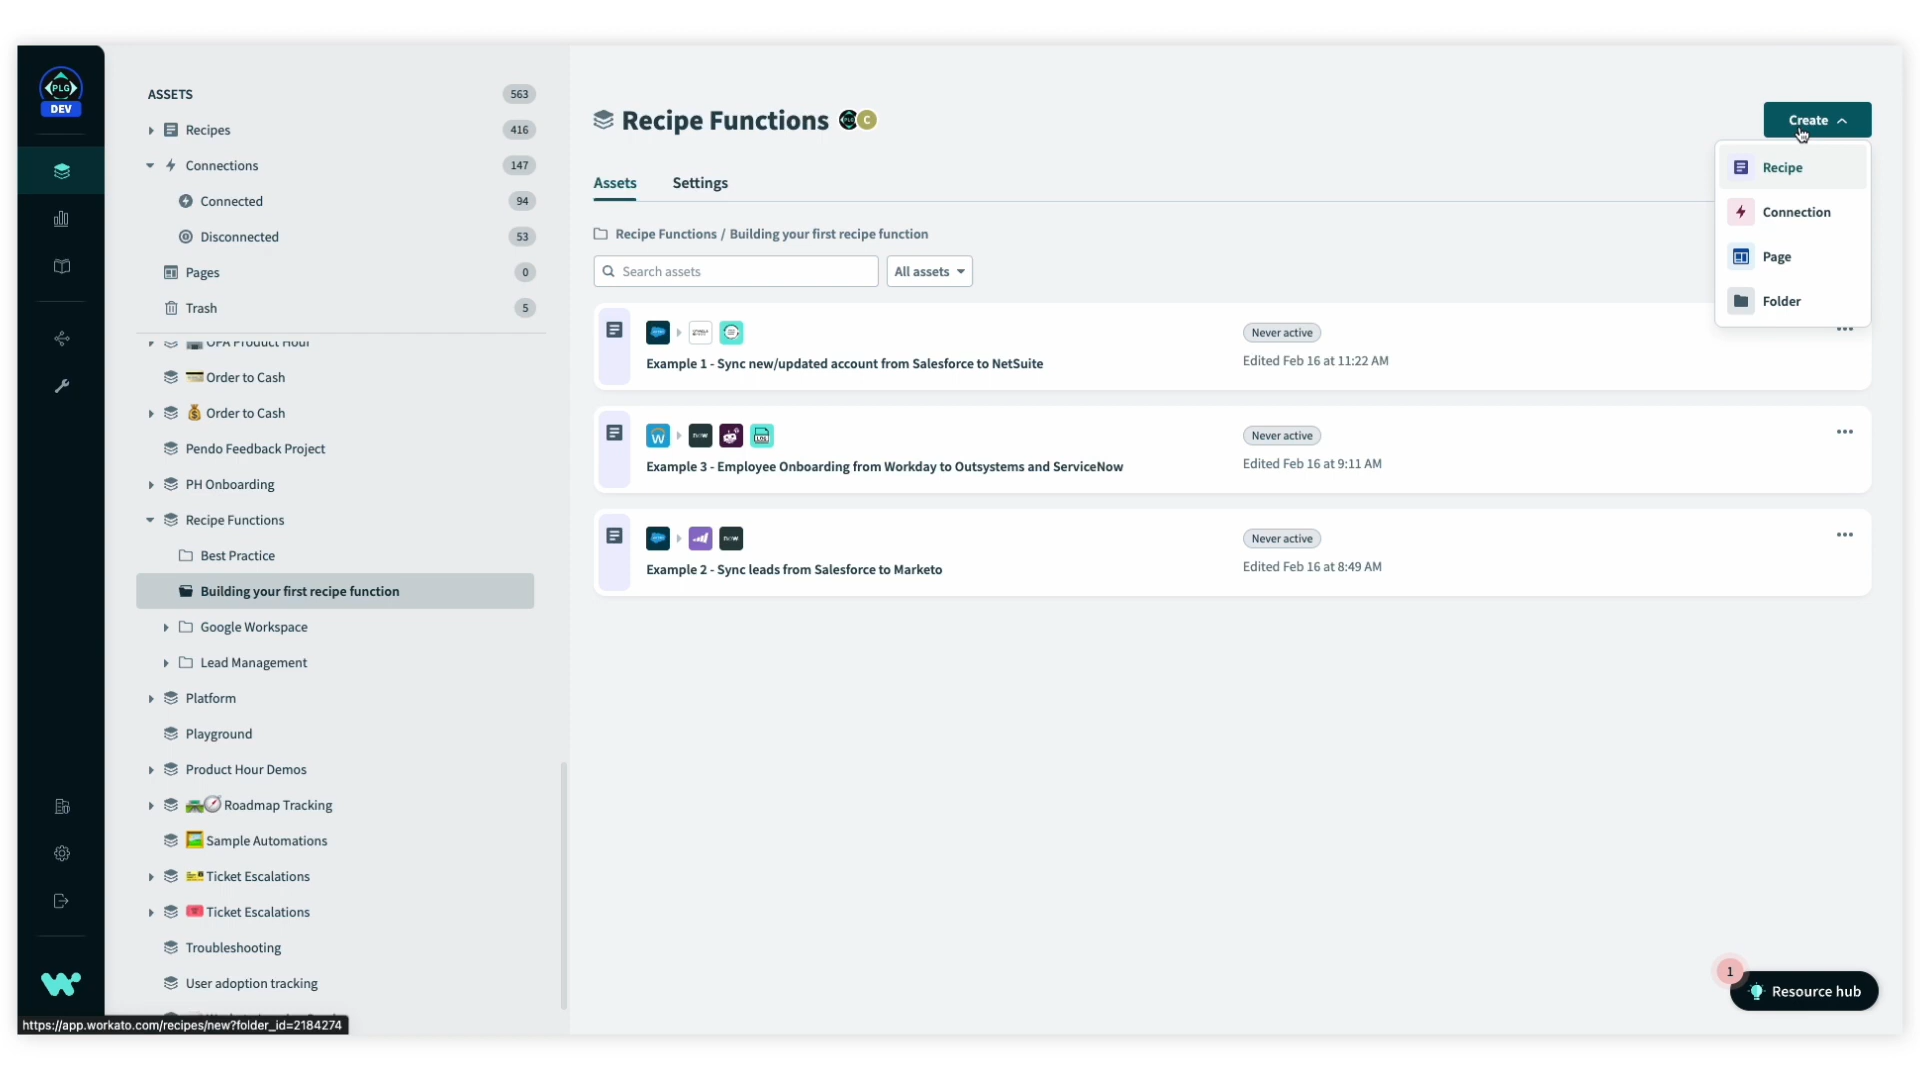 PLG
DEV
ASSETS 563
Recipes 416
Connections 147
Connected 94
Disconnected 53
Pages 0
Trash 5
OPA Product Hour
Order to Cash
Order to Cash
Pendo Feedback Project
PH Onboarding
Recipe Functions
Best Practice
Building your first recipe function
Google Workspace
Lead Management
Platform
Playground
Product Hour Demos
Roadmap Tracking
Sample Automations
Ticket Escalations
Ticket Escalations
Troubleshooting
User adoption tracking
https://app.workato.com/recipes/new?folder_id=2184274
Recipe Functions C
Create
Recipe
Connection
Page
Folder
Assets Settings
Recipe Functions / Building your first recipe function
Search assets All assets
Never active
Example 1 - Sync new/updated account from Salesforce to NetSuite
Edited Feb 16 at 11:22 AM
now LOG
Never active
Example 3 - Employee Onboarding from Workday to Outsystems and ServiceNow
Edited Feb 16 at 9:11 AM
now
Never active
Example 2 - Sync leads from Salesforce to Marketo
Edited Feb 16 at 8:49 AM
1
Resource hub